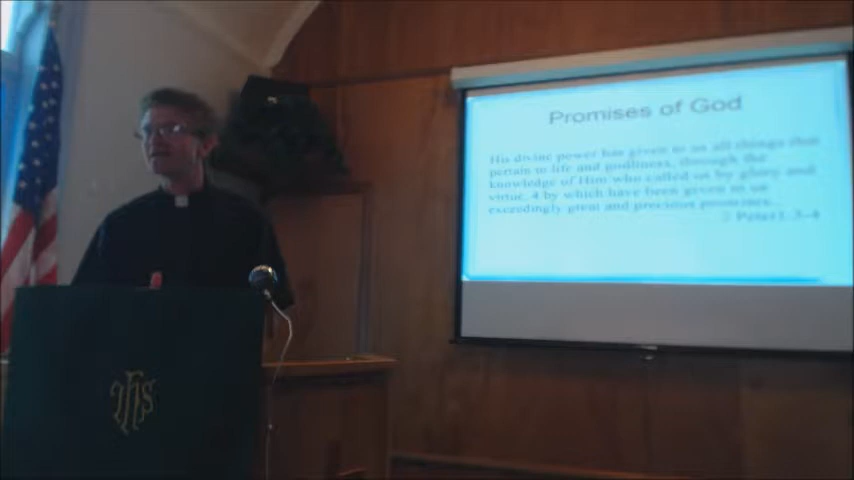 Promises of God
His divine power has given to us all things that
pertain to life and godliness, through the
knowledge of Him who called us by glory and
virtue, 4 by which have been given to us
exceedingly great and precious promises...
2 Peter1.3-4
IHS